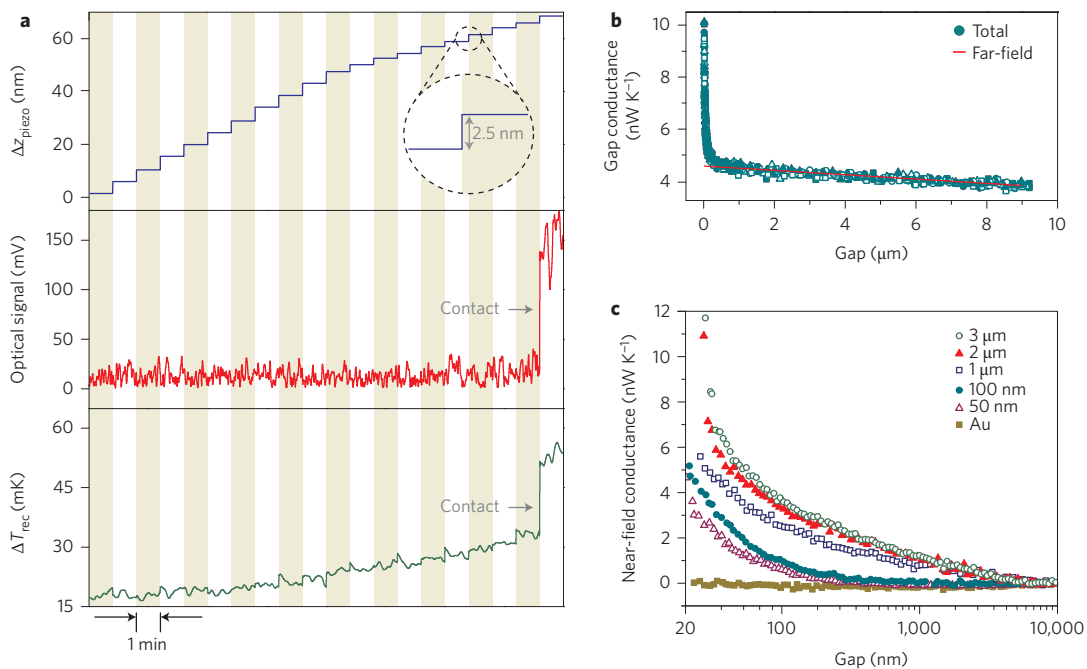 a
Δz_piezo (nm)
60
40
20
0
2.5 nm
Optical signal (mV)
150
100
50
0
Contact
ΔT_rec (mK)
60
45
30
15
Contact
1 min
b
Gap conductance
(nW K⁻¹)
10
8
6
4
Total
Far-field
0
2
4
6
8
10
Gap (μm)
c
Near-field conductance (nW K⁻¹)
12
10
8
6
4
2
0
3 μm
2 μm
1 μm
100 nm
50 nm
Au
20
100
1,000
10,000
Gap (nm)